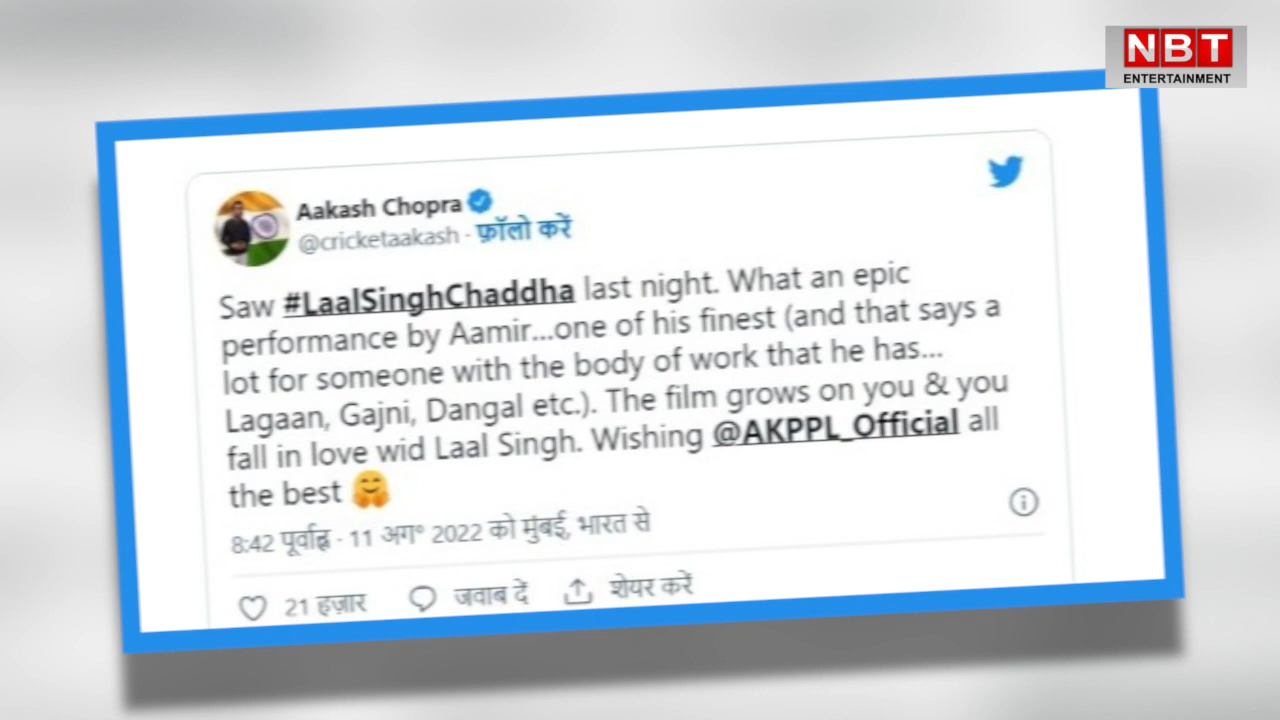 NBT
ENTERTAINMENT
Aakash Chopra
@cricketaakash · फ़ॉलो करें
Saw #LaalSinghChaddha last night. What an epic
performance by Aamir...one of his finest (and that says a
lot for someone with the body of work that he has...
Lagaan, Gajni, Dangal etc.). The film grows on you & you
fall in love wid Laal Singh. Wishing @AKPPL_Official all
the best 🤗
8:42 पूर्वाह्न · 11 अग॰ 2022 को मुंबई, भारत से
21 हज़ार जवाब दें शेयर करें